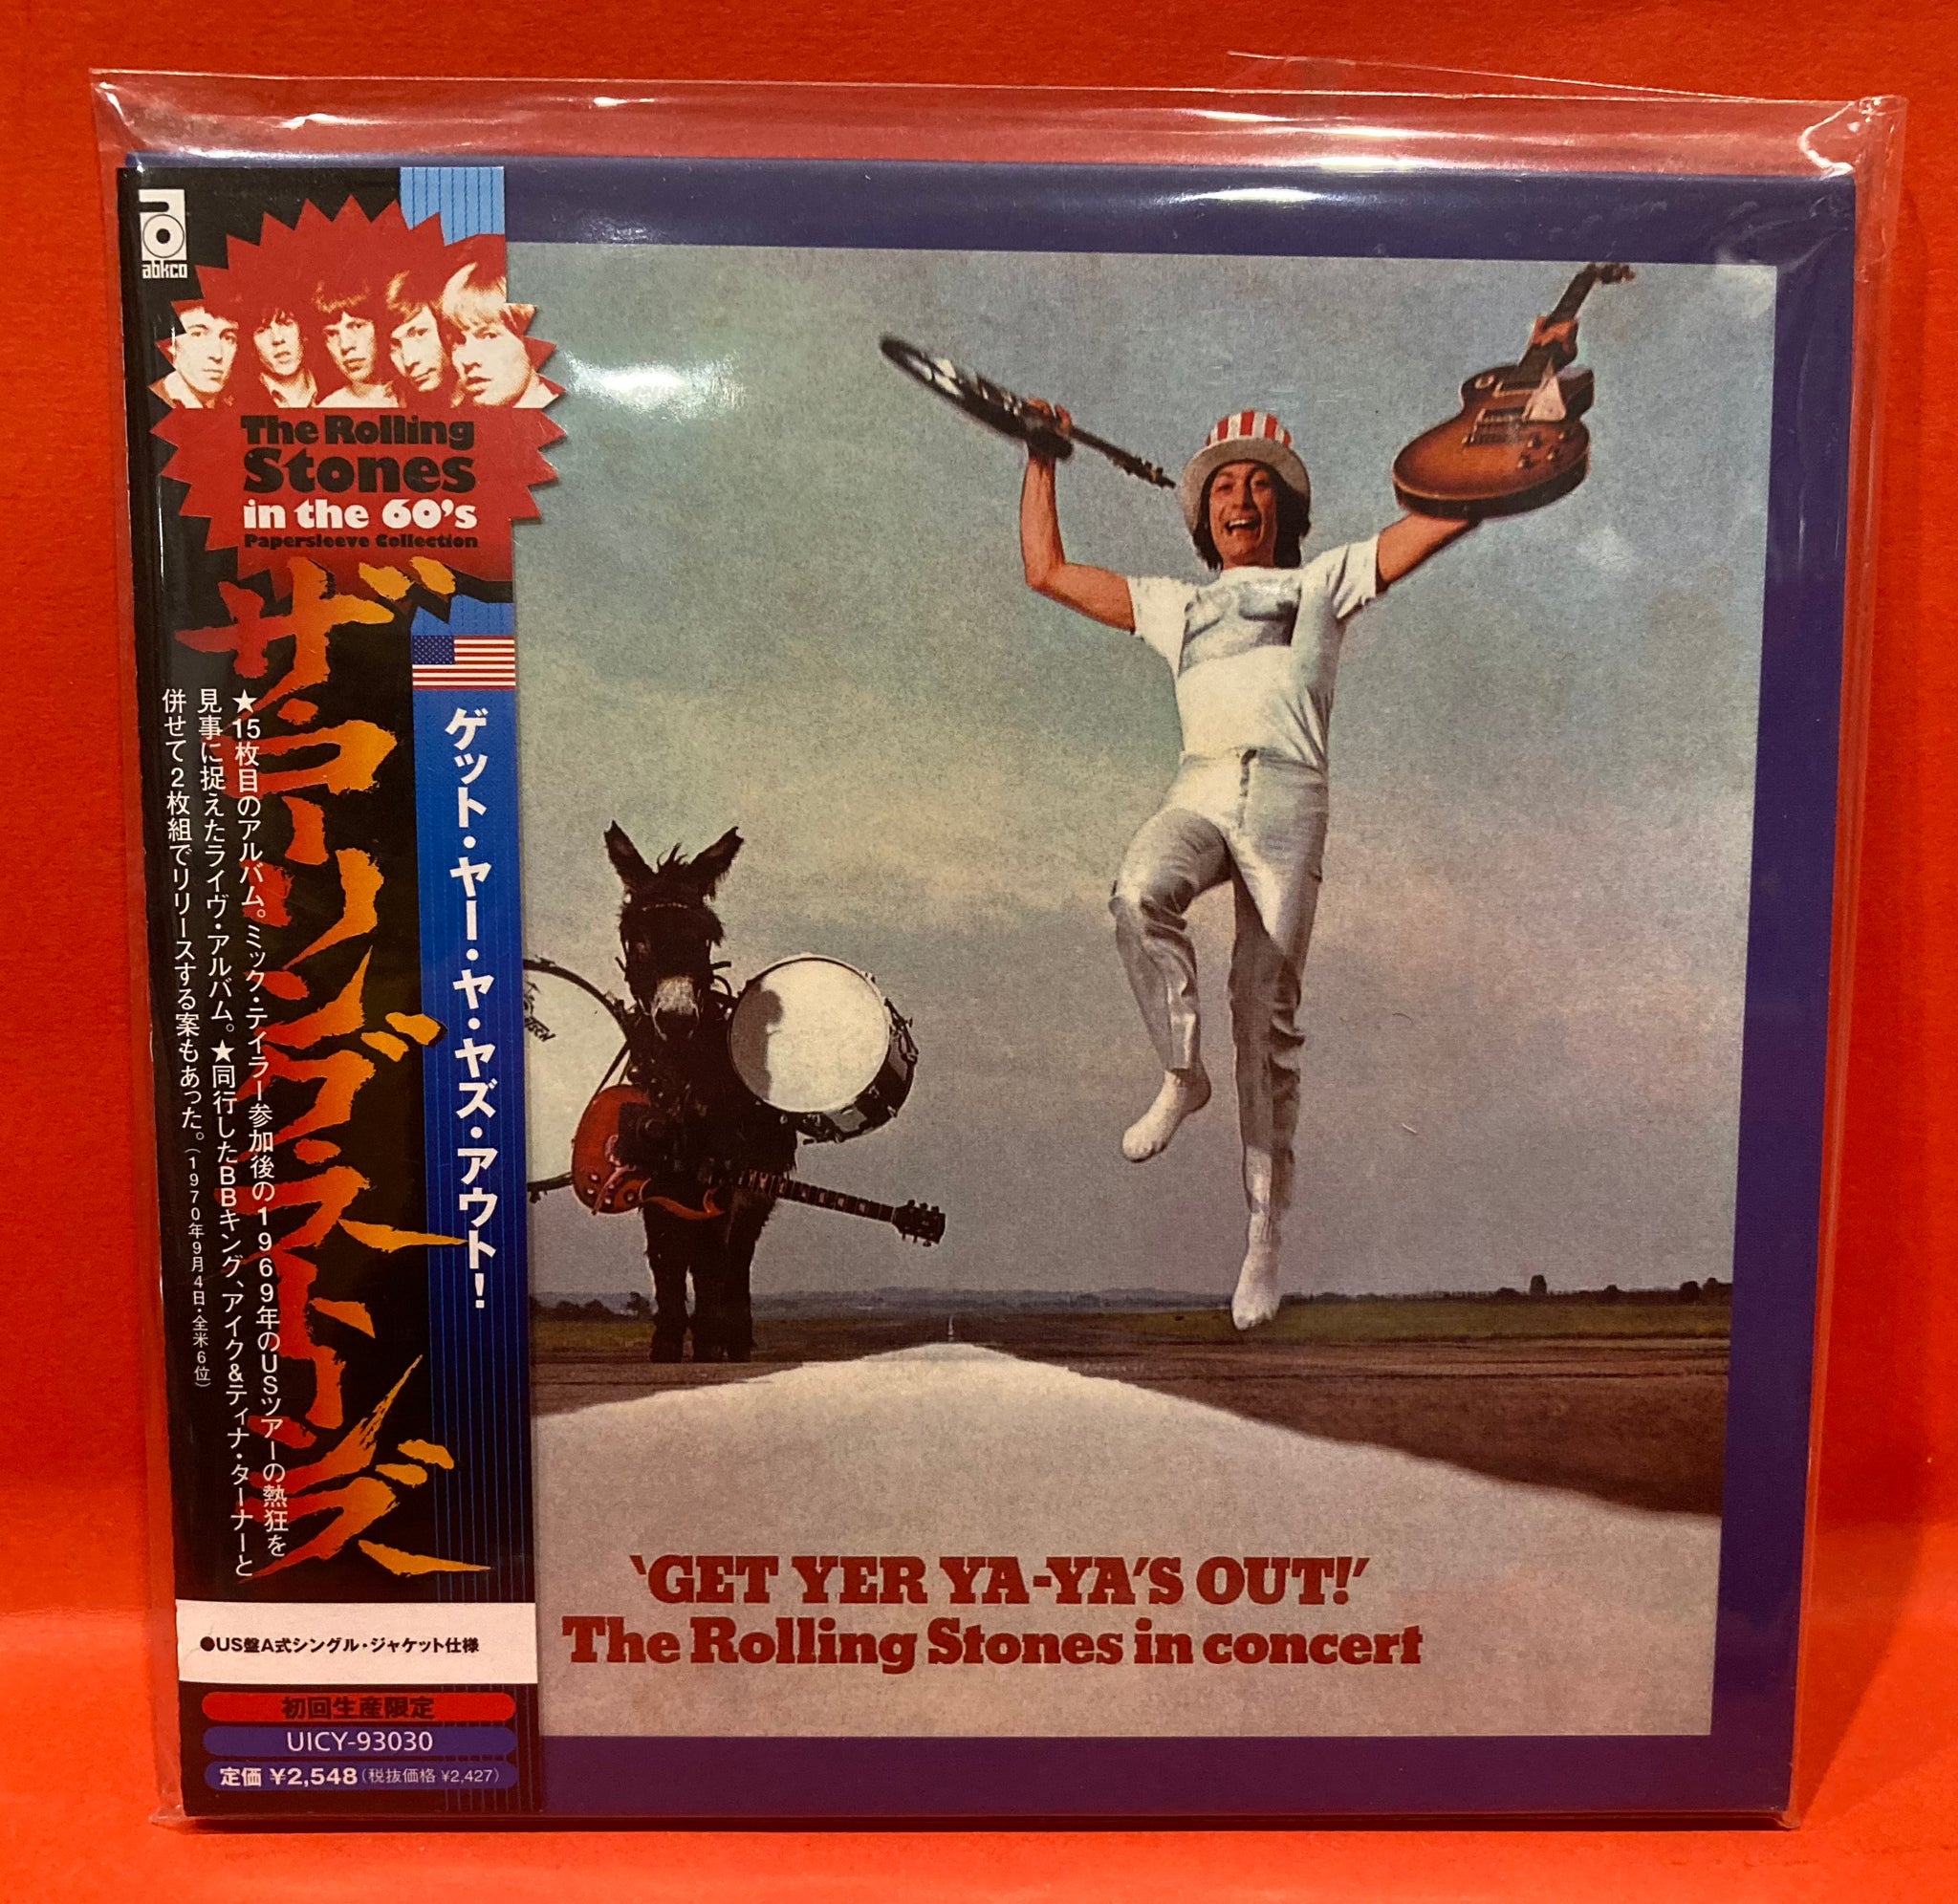 abkco
The Rolling
Stones
in the 60's
Papersleeve Collection
ザ・ローリング・ストーンズ
ゲット・ヤー・ヤ・ヤズ・アウト!
★15枚目のアルバム。ミック・テイラー参加後の1969年のUSツアーの熱狂を
見事に捉えたライヴ・アルバム。★同行したBBキング、アイク&ティナ・ターナーと
併せて2枚組でリリースする案もあった。(1970年9月4日・全米6位)
●US盤A式シングル・ジャケット仕様
初回生産限定
UICY-93030
定価 ¥2,548(税抜価格 ¥2,427)
'GET YER YA-YA'S OUT!'
The Rolling Stones in concert